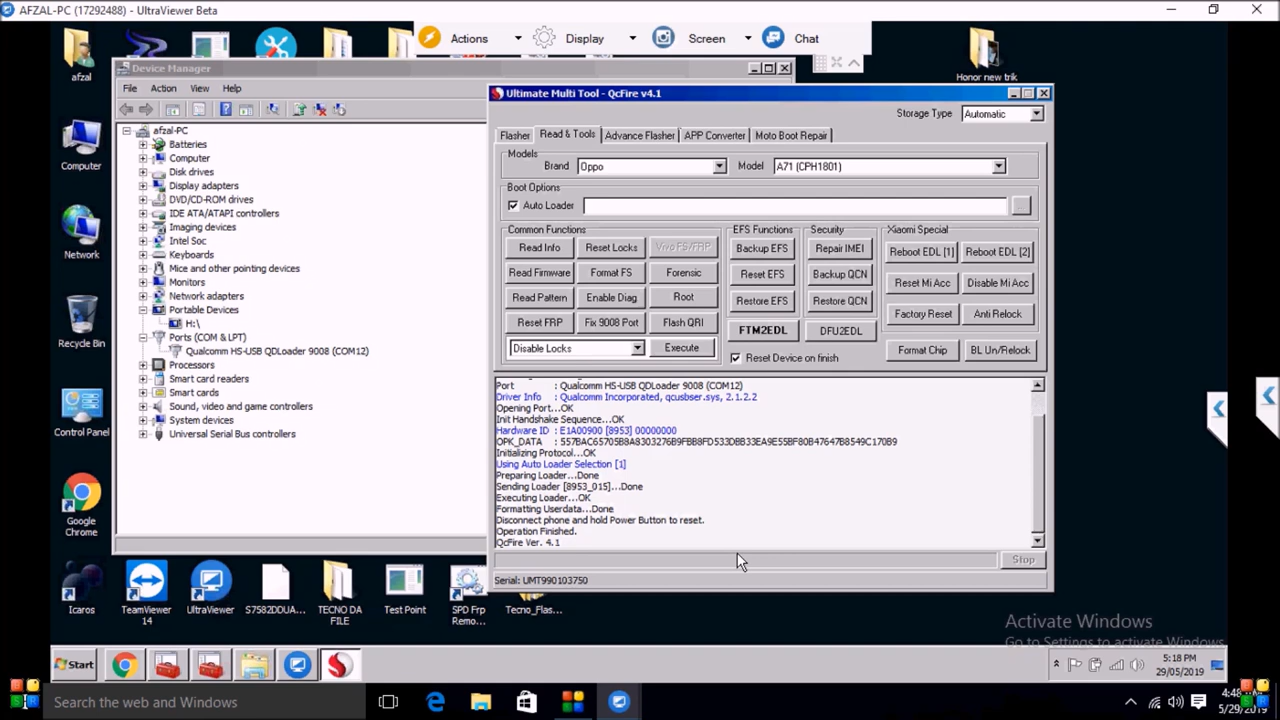 AFZAL-PC (17292488) - UltraViewer Beta
Actions
Display
Screen
Chat
afzal
Honor new trik
Device Manager
File Action View Help
afzal-PC
Batteries
Computer
Disk drives
Display adapters
DVD/CD-ROM drives
IDE ATA/ATAPI controllers
Imaging devices
Intel Soc
Keyboards
Mice and other pointing devices
Monitors
Network adapters
Portable Devices
H:\
Ports (COM & LPT)
Qualcomm HS-USB QDLoader 9008 (COM12)
Processors
Smart card readers
Smart cards
Sound, video and game controllers
System devices
Universal Serial Bus controllers
Computer
Network
Recycle Bin
Control Panel
Google
Chrome
Ultimate Multi Tool - QcFire v4.1
Storage Type Automatic
Flasher Read & Tools Advance Flasher APP Converter Moto Boot Repair
Models
Brand Oppo Model A71 (CPH1801)
Boot Options
Auto Loader ...
Common Functions EFS Functions Security Xiaomi Special
Read Info Reset Locks Vivo FS/FRP Backup EFS Repair IMEI Reboot EDL [1] Reboot EDL [2]
Read Firmware Format FS Forensic Reset EFS Backup QCN Reset Mi Acc Disable Mi Acc
Read Pattern Enable Diag Root Restore EFS Restore QCN Factory Reset Anti Relock
Reset FRP Fix 9008 Port Flash QRI FTM2EDL DFU2EDL
Disable Locks Execute Reset Device on finish Format Chip BL Un/Relock
Port : Qualcomm HS-USB QDLoader 9008 (COM12)
Driver Info : Qualcomm Incorporated, qcusbser.sys, 2.1.2.2
Opening Port...OK
Init Handshake Sequence...OK
Hardware ID : E1A00900 [8953] 00000000
OPK_DATA : 557BAC65705B8A8303276B9FBB8FD533DBB33EA9E55BF80B47647B8549C170B9
Initializing Protocol...OK
Using Auto Loader Selection [1]
Preparing Loader...Done
Sending Loader [8953_015]...Done
Executing Loader...OK
Formatting Userdata...Done
Disconnect phone and hold Power Button to reset.
Operation Finished.
QcFire Ver. 4.1
Stop
Serial: UMT990103750
Icaros
TeamViewer
14
UltraViewer
S7582DDUA...
TECNO DA
FILE
Test Point
SPD Frp
Remo...
Tecno_Flas...
Activate Windows
Go to Settings to activate Windows.
Start
5:18 PM
29/05/2019
Search the web and Windows
4:48
5/29/2019